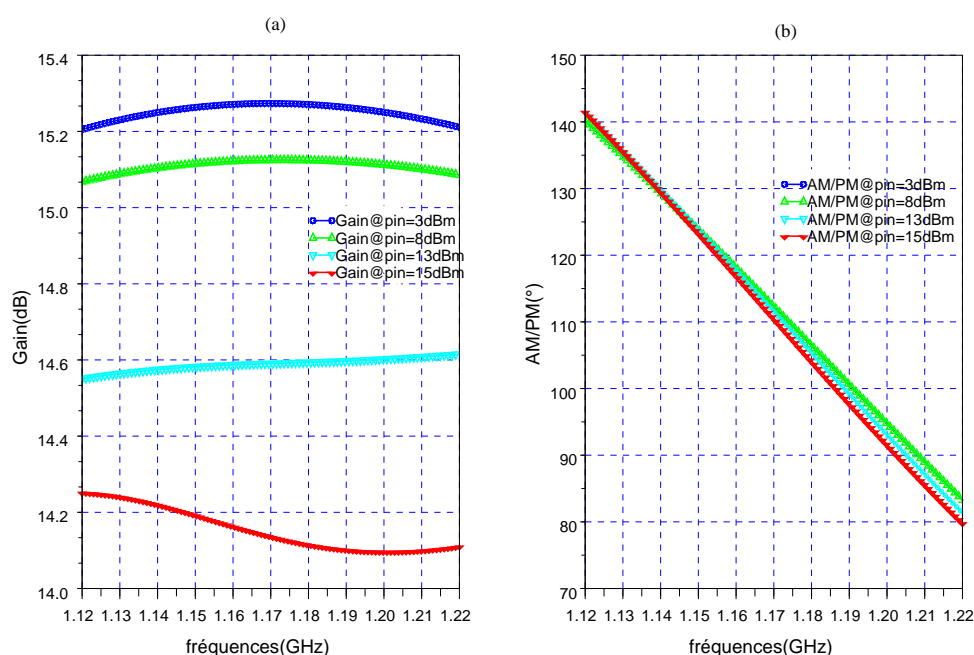 (a)
15.4
15.2
15.0
14.8
14.6
14.4
14.2
14.0
Gain(dB)
Gain@pin=3dBm
Gain@pin=8dBm
Gain@pin=13dBm
Gain@pin=15dBm
1.12 1.13 1.14 1.15 1.16 1.17 1.18 1.19 1.20 1.21 1.22
fréquences(GHz)
(b)
150
140
130
120
110
100
90
80
70
AM/PM(°)
AM/PM@pin=3dBm
AM/PM@pin=8dBm
AM/PM@pin=13dBm
AM/PM@pin=15dBm
1.12 1.13 1.14 1.15 1.16 1.17 1.18 1.19 1.20 1.21 1.22
fréquences(GHz)